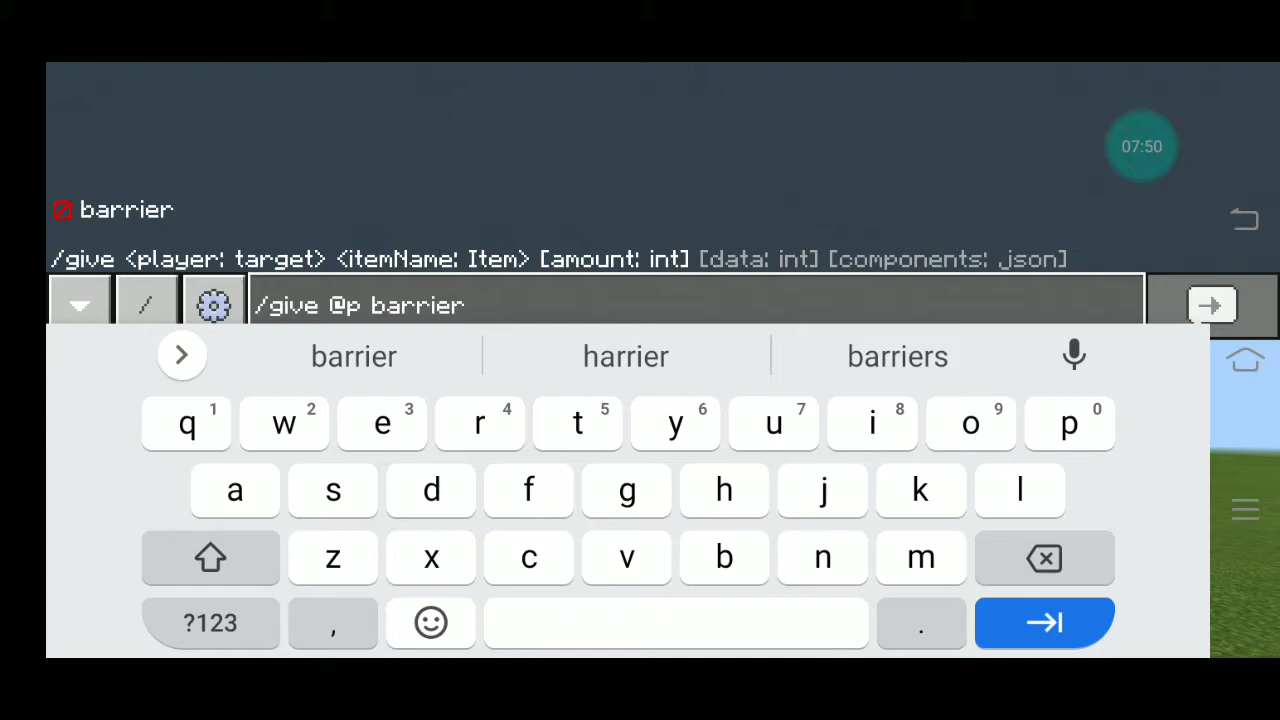 07:50
barrier
/give <player: target> <itemName: Item> [amount: int] [data: int] [components: json]
/ /give @p barrier
barrier harrier barriers
q 1 w 2 e 3 r 4 t 5 y 6 u 7 i 8 o 9 p 0
a s d f g h j k l
z x c v b n m
?123 , .